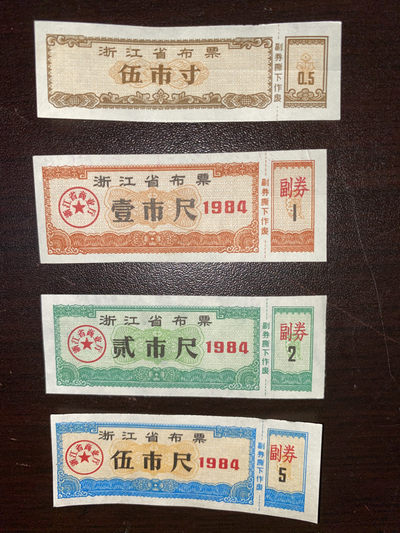 浙江省布票
伍市寸
副券撕下作废
0.5
浙江省布票
壹市尺 1984
副券撕下作废
副券
1
浙江省布票
贰市尺 1984
副券撕下作废
副券
2
浙江省布票
伍市尺 1984
副券撕下作废
副券
5